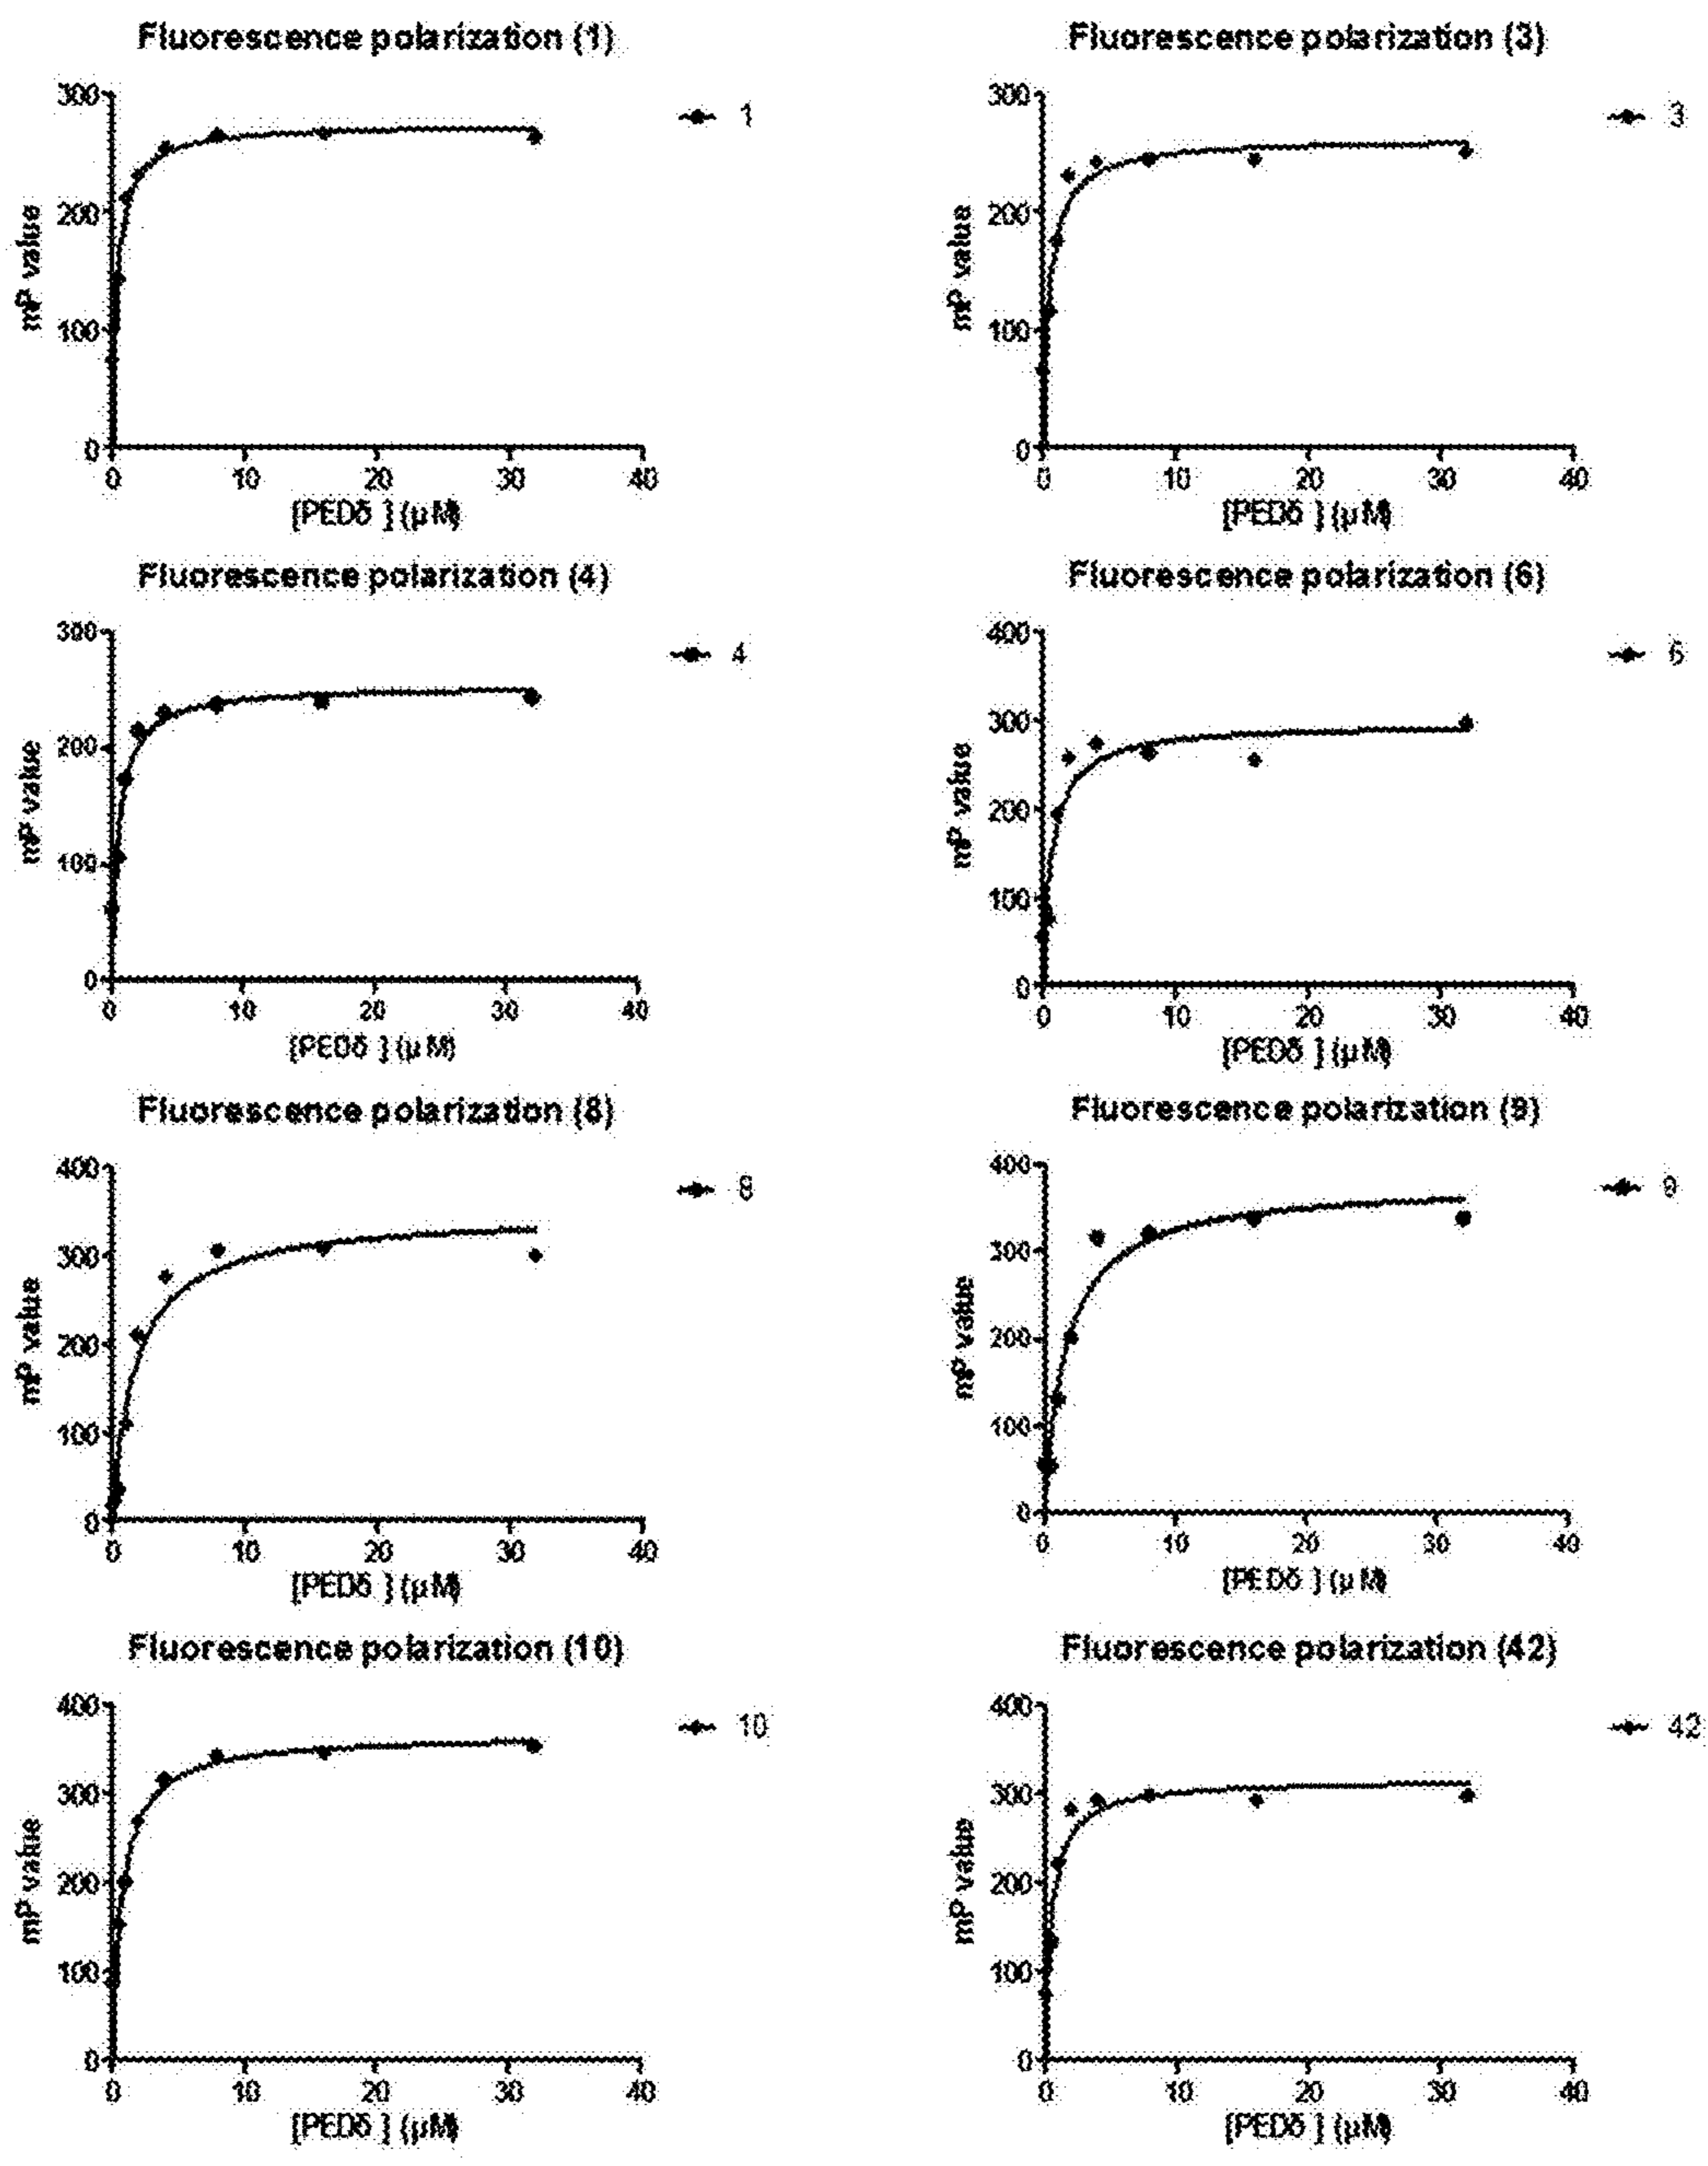 Fluorescence polarization (1)
300
200
100
0
mP value
0 10 20 30 40
[PEDδ ] (μM)
1
Fluorescence polarization (3)
300
200
100
0
mP value
0 10 20 30 40
[PEDδ ] (μM)
3
Fluorescence polarization (4)
300
200
100
0
mP value
0 10 20 30 40
[PEDδ ] (μM)
4
Fluorescence polarization (6)
400
300
200
100
0
mP value
0 10 20 30 40
[PEDδ ] (μM)
6
Fluorescence polarization (8)
400
300
200
100
0
mP value
0 10 20 30 40
[PEDδ ] (μM)
8
Fluorescence polarization (9)
400
300
200
100
0
mP value
0 10 20 30 40
[PEDδ ] (μM)
9
Fluorescence polarization (10)
400
300
200
100
0
mP value
0 10 20 30 40
[PEDδ ] (μM)
10
Fluorescence polarization (42)
400
300
200
100
0
mP value
0 10 20 30 40
[PEDδ ] (μM)
42